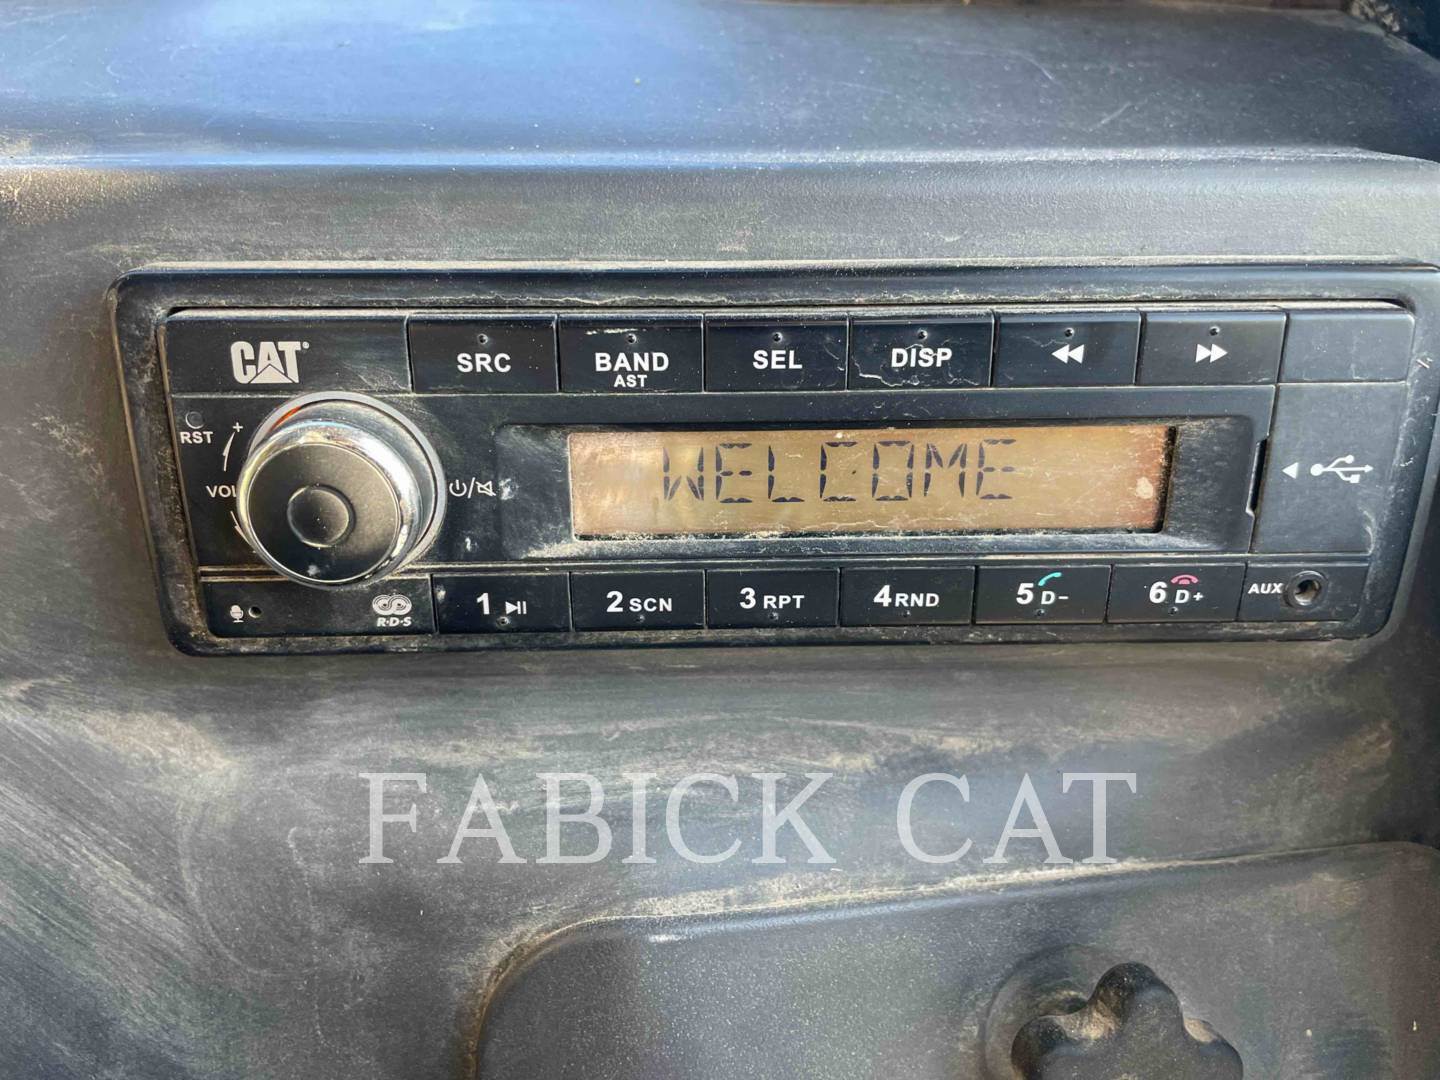 CAT®
SRC
BAND
AST
SEL
DISP
RST
+
VOL
WELCOME
1
2 SCN
3 RPT
4 RND
5 D-
6 D+
AUX
R·D·S
FABICK CAT